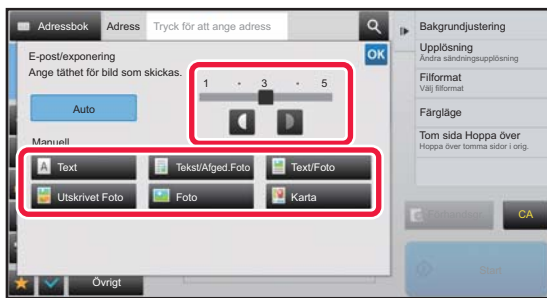 Adressbok Adress Tryck för att ange adress
E-post/exponering
Ange täthet för bild som skickas.
OK
1 · 3 · 5
Auto
Manuell
A Text
Tekst/Afged.Foto
Text/Foto
Utskrivet Foto
Foto
Karta
Övrigt
Bakgrundjustering
Upplösning
Ändra sändningsupplösning
Filformat
Välj filformat
Färgläge
Tom sida Hoppa över
Hoppa över tomma sidor i orig.
CA
Start